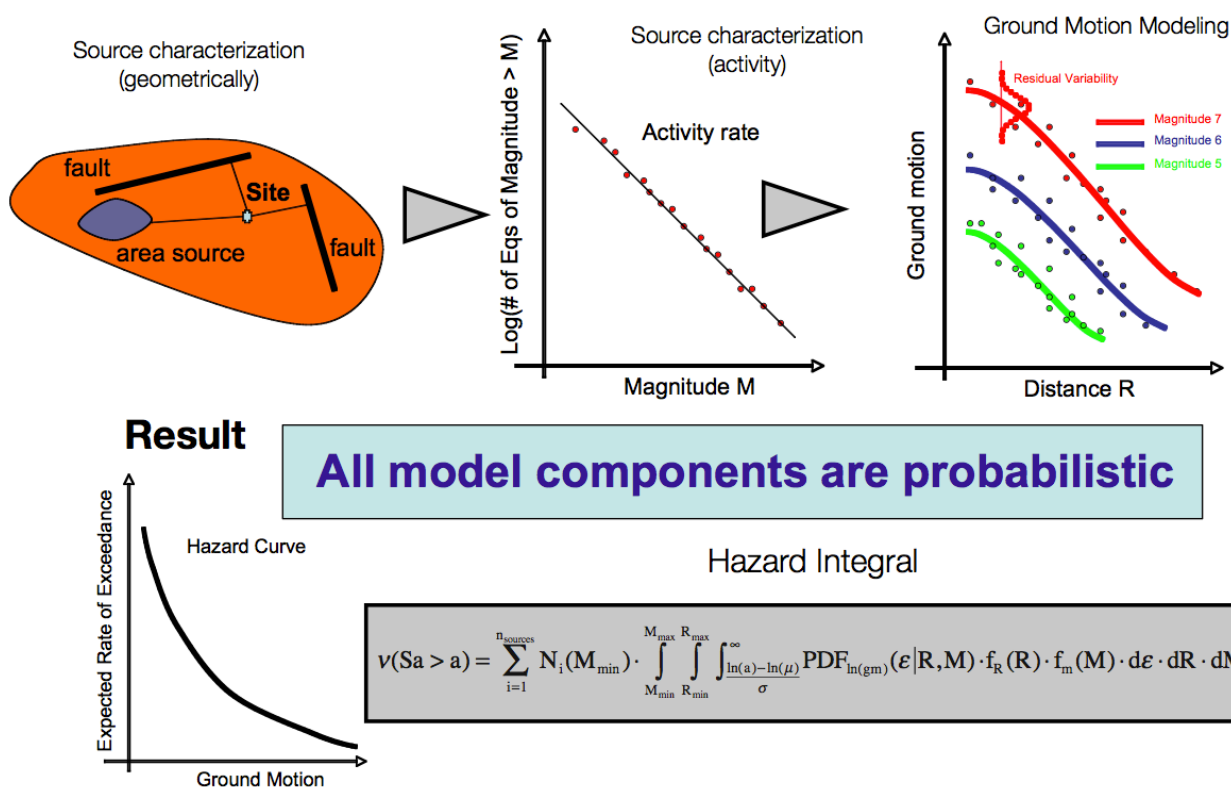 Source characterization
(geometrically)
fault
Site
area source
fault
Source characterization
(activity)
Log(# of Eqs of Magnitude > M)
Activity rate
Magnitude M
Ground Motion Modeling
Residual Variability
Magnitude 7
Magnitude 6
Magnitude 5
Ground motion
Distance R
Result
All model components are probabilistic
Expected Rate of Exceedance
Hazard Curve
Ground Motion
Hazard Integral
ν(Sa > a) = ∑_{i=1}^{n_sources} N_i(M_min) · ∫_{M_min}^{M_max} ∫_{R_min}^{R_max} ∫_{(ln(a)−ln(μ))/σ}^{∞} PDF_{ln(gm)}(ε|R,M) · f_R(R) · f_m(M) · dε · dR · dM